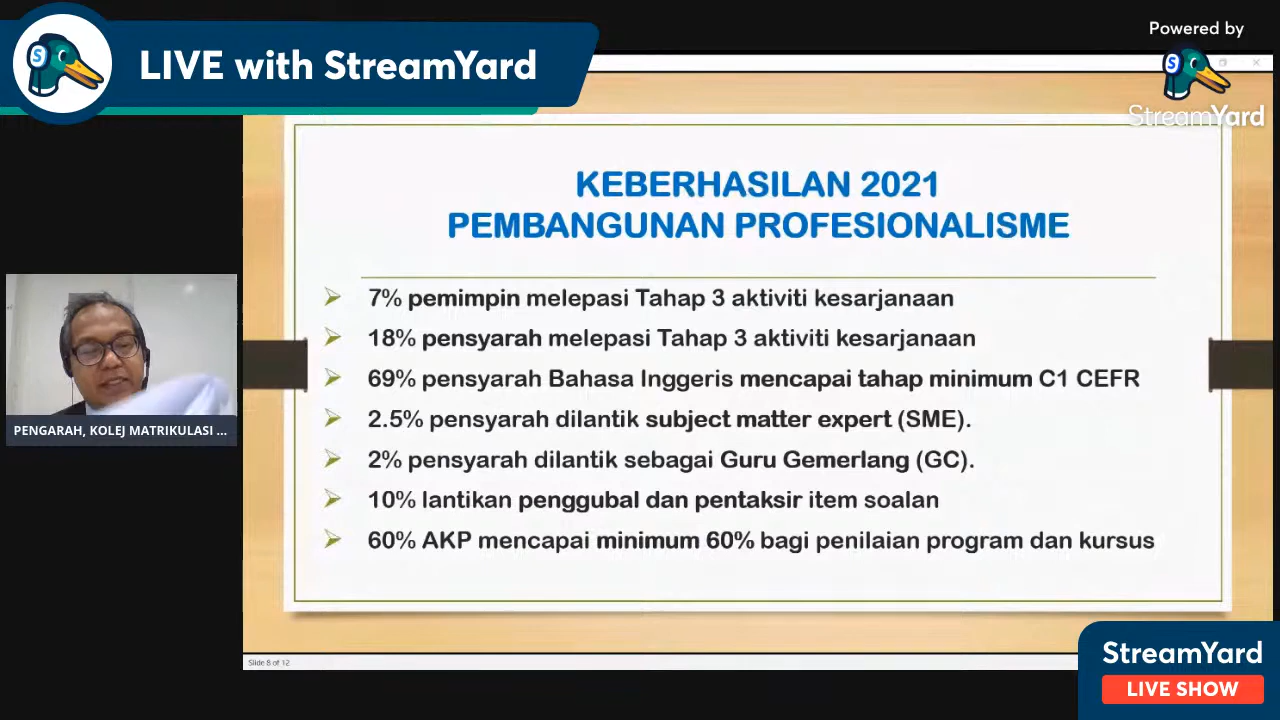 LIVE with StreamYard
Powered by
StreamYard
KEBERHASILAN 2021
PEMBANGUNAN PROFESIONALISME
7% pemimpin melepasi Tahap 3 aktiviti kesarjanaan
18% pensyarah melepasi Tahap 3 aktiviti kesarjanaan
69% pensyarah Bahasa Inggeris mencapai tahap minimum C1 CEFR
2.5% pensyarah dilantik subject matter expert (SME).
2% pensyarah dilantik sebagai Guru Gemerlang (GC).
10% lantikan penggubal dan pentaksir item soalan
60% AKP mencapai minimum 60% bagi penilaian program dan kursus
PENGARAH, KOLEJ MATRIKULASI ...
Slide 8 of 12
StreamYard
LIVE SHOW